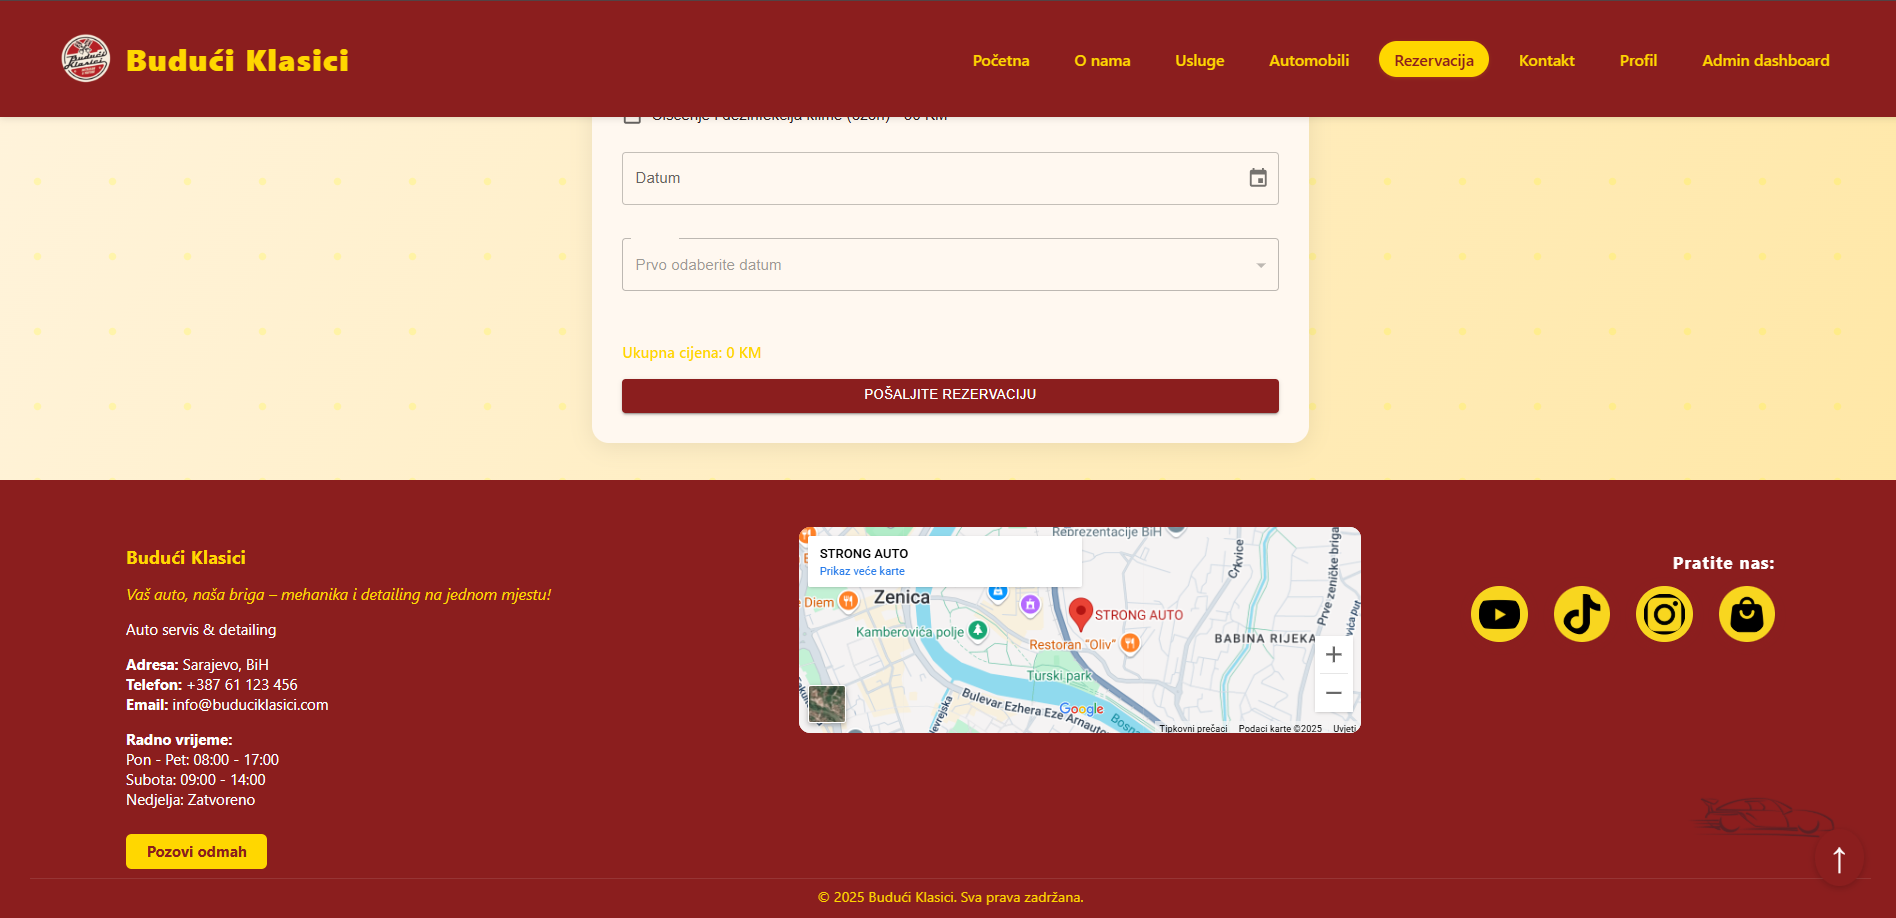 Budući Klasici
Početna
O nama
Usluge
Automobili
Rezervacija
Kontakt
Profil
Admin dashboard
Datum
Prvo odaberite datum
Ukupna cijena: 0 KM
POŠALJITE REZERVACIJU
Budući Klasici
Vaš auto, naša briga – mehanika i detailing na jednom mjestu!
Auto servis & detailing
Adresa: Sarajevo, BiH
Telefon: +387 61 123 456
Email: info@buduciklasici.com
Radno vrijeme:
Pon - Pet: 08:00 - 17:00
Subota: 09:00 - 14:00
Nedjelja: Zatvoreno
Pozovi odmah
STRONG AUTO
Prikaz veće karte
Reprezentacije BiH
Crkvice
Prve zeničke briga
Diem
Zenica
STRONG AUTO
Kamberovića polje
Restoran "Oliv"
BABINA RIJEKA
Turski park
Bulevar Ezhera Eze Arnauto
Bosna
Google
Tipkovni prečaci
Podaci karte ©2025
Uvjeti
Pratite nas:
© 2025 Budući Klasici. Sva prava zadržana.